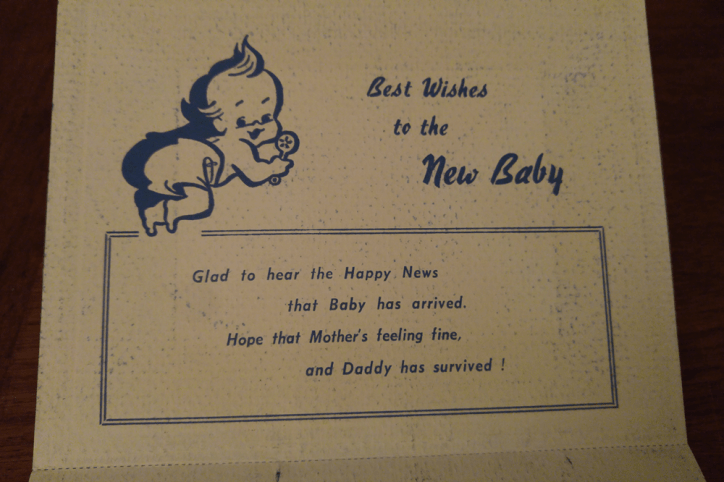 Best Wishes
to the
New Baby
Glad to hear the Happy News
that Baby has arrived.
Hope that Mother's feeling fine,
and Daddy has survived !